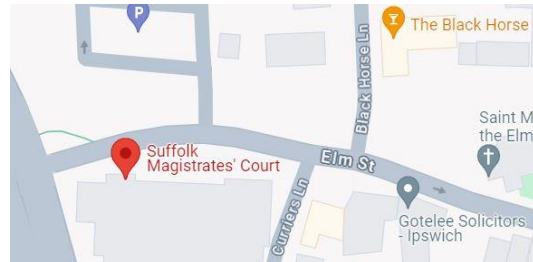 P
The Black Horse
Black Horse Ln
Saint M
the Elm
Suffolk
Magistrates' Court
Elm St
Curriers Ln
Gotelee Solicitors
- Ipswich